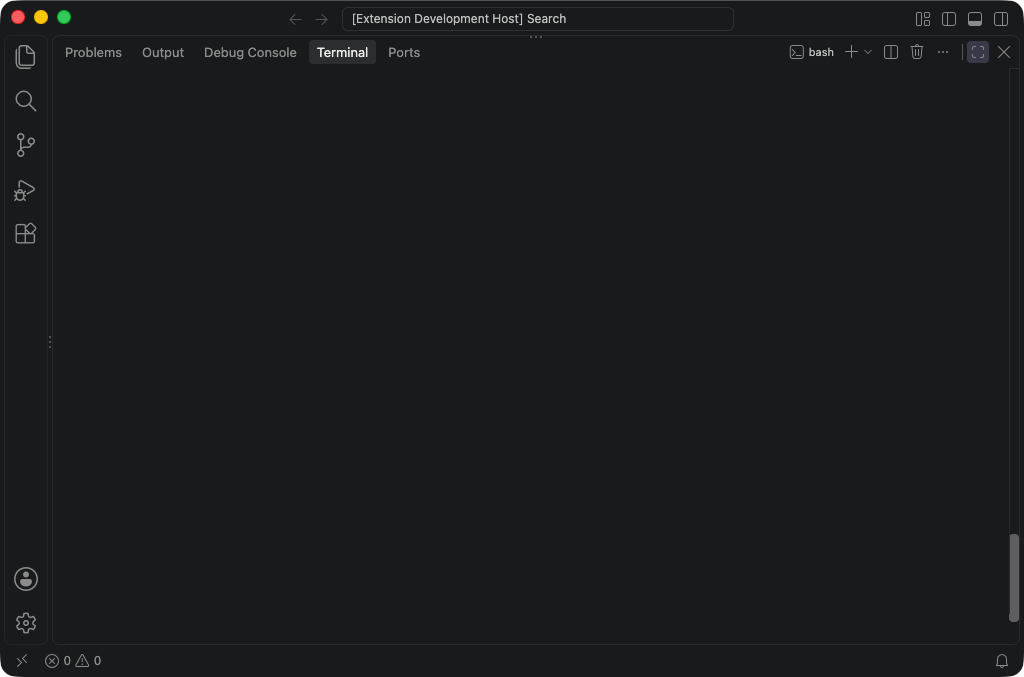 [Extension Development Host] Search
Problems Output Debug Console Terminal Ports bash
0 0